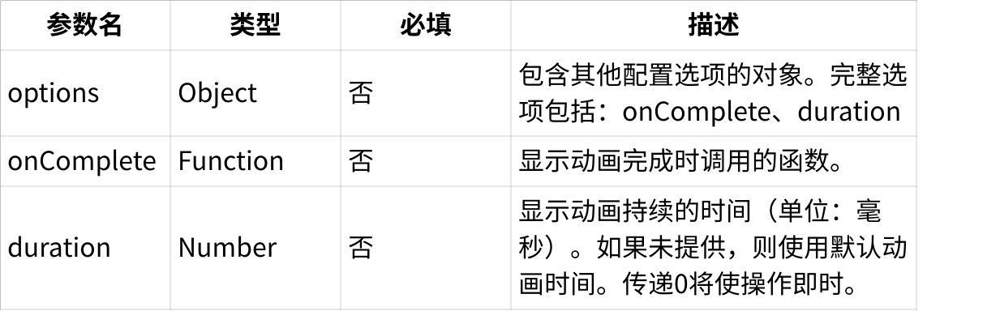 参数名 类型 必填 描述
options Object 否 包含其他配置选项的对象。完整选
项包括：onComplete、duration
onComplete Function 否 显示动画完成时调用的函数。
显示动画持续的时间（单位：毫
duration Number 否 秒）。如果未提供，则使用默认动
画时间。传递0将使操作即时。